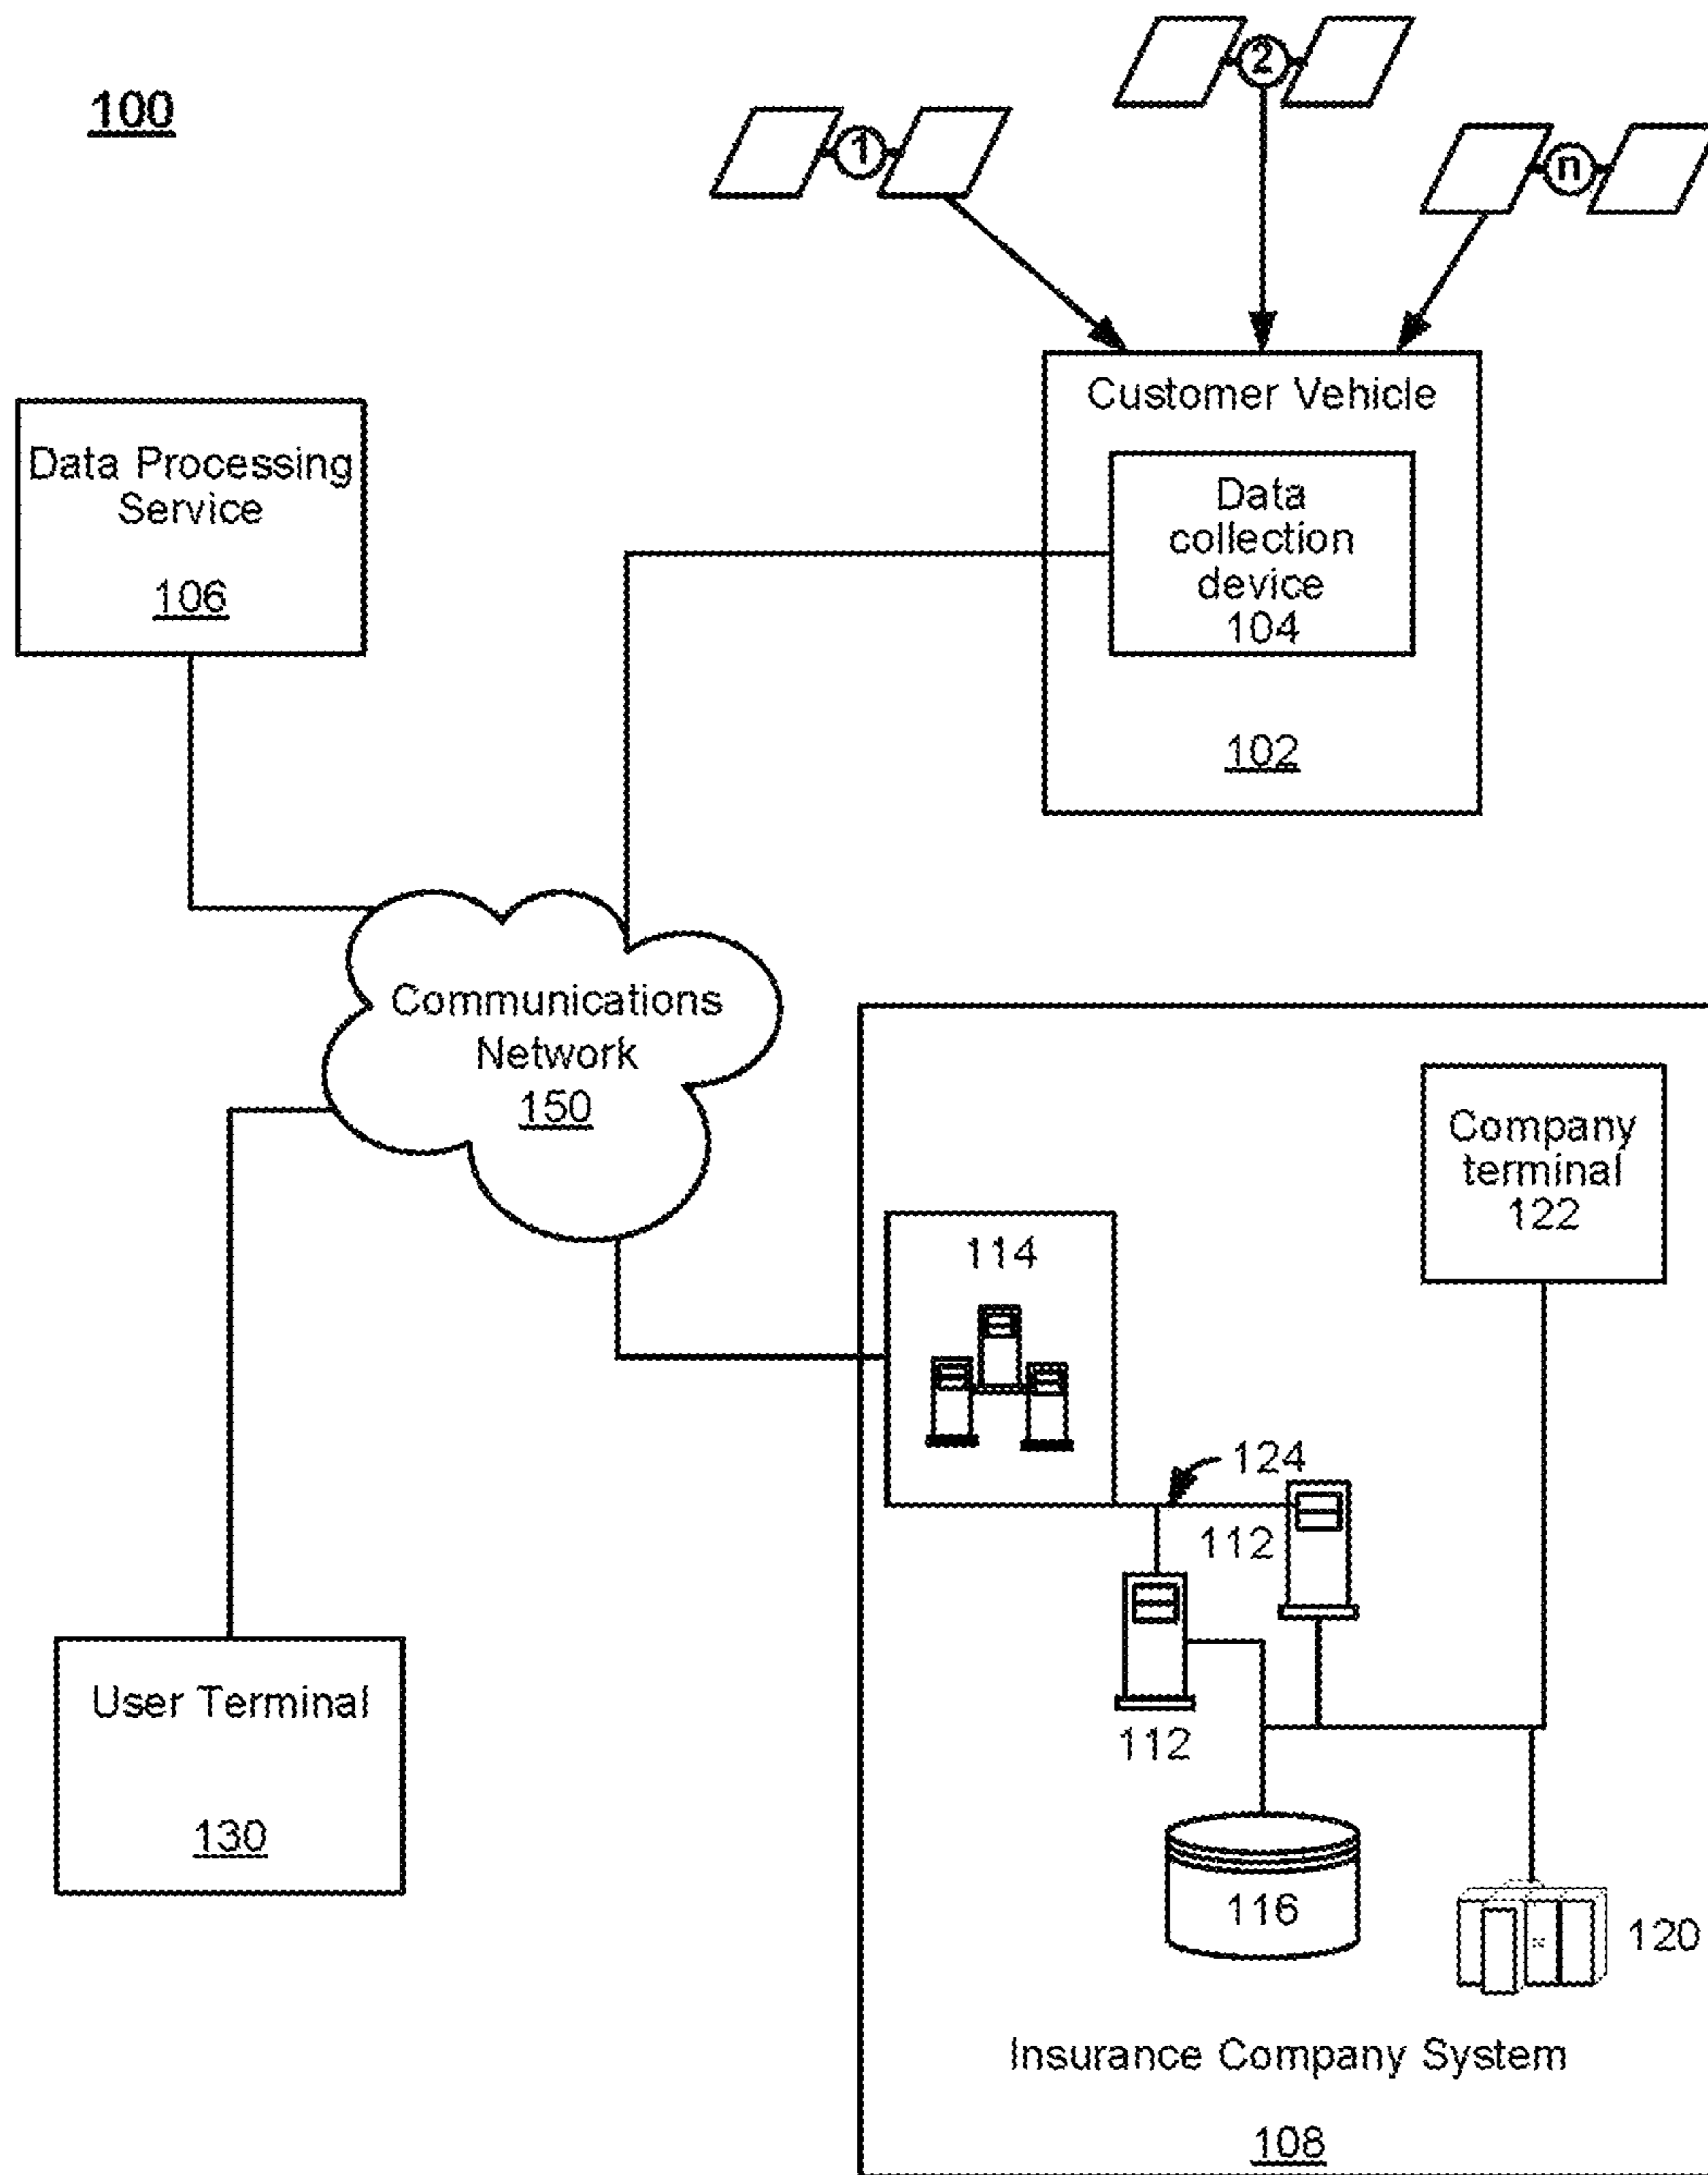 100
1
2
n
Customer Vehicle
Data
collection
device
104
102
Data Processing
Service
106
Communications
Network
150
Company
terminal
122
114
124
112
112
116
120
User Terminal
130
Insurance Company System
108